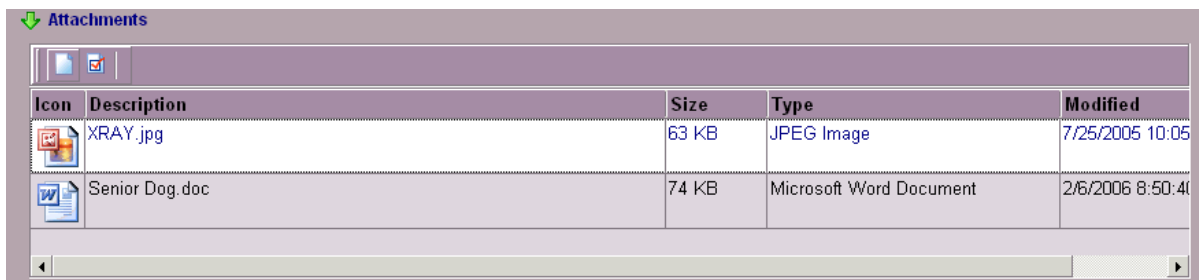 Attachments
Icon Description Size Type Modified
XRAY.jpg 63 KB JPEG Image 7/25/2005 10:05
Senior Dog.doc 74 KB Microsoft Word Document 2/6/2006 8:50:40